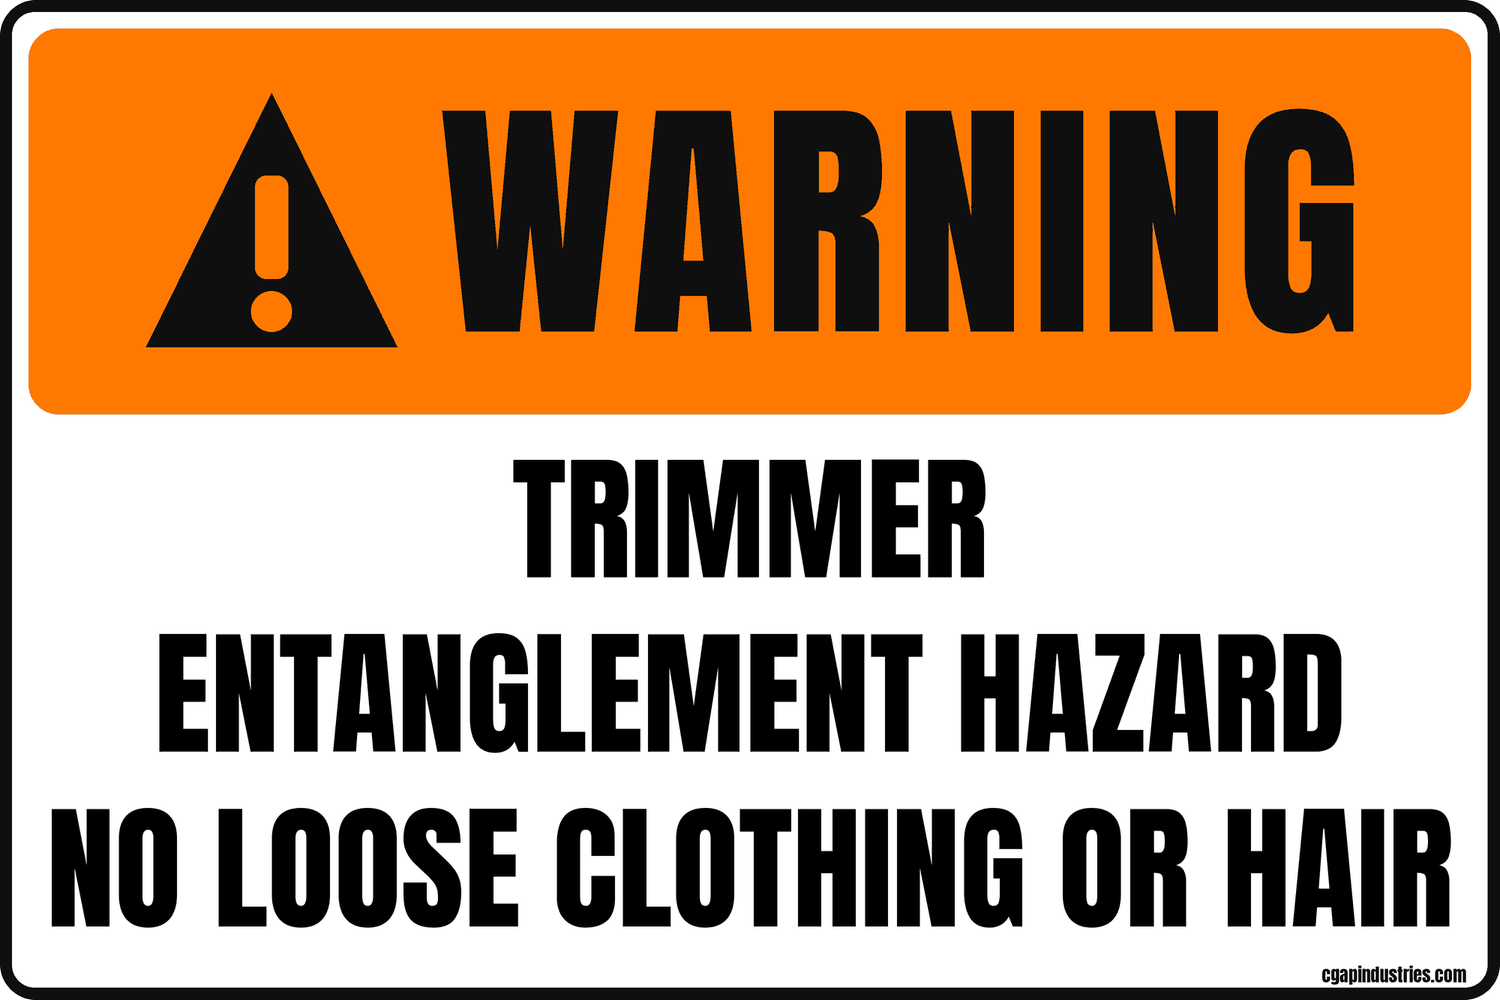 WARNING
TRIMMER
ENTANGLEMENT HAZARD
NO LOOSE CLOTHING OR HAIR
cgapindustries.com